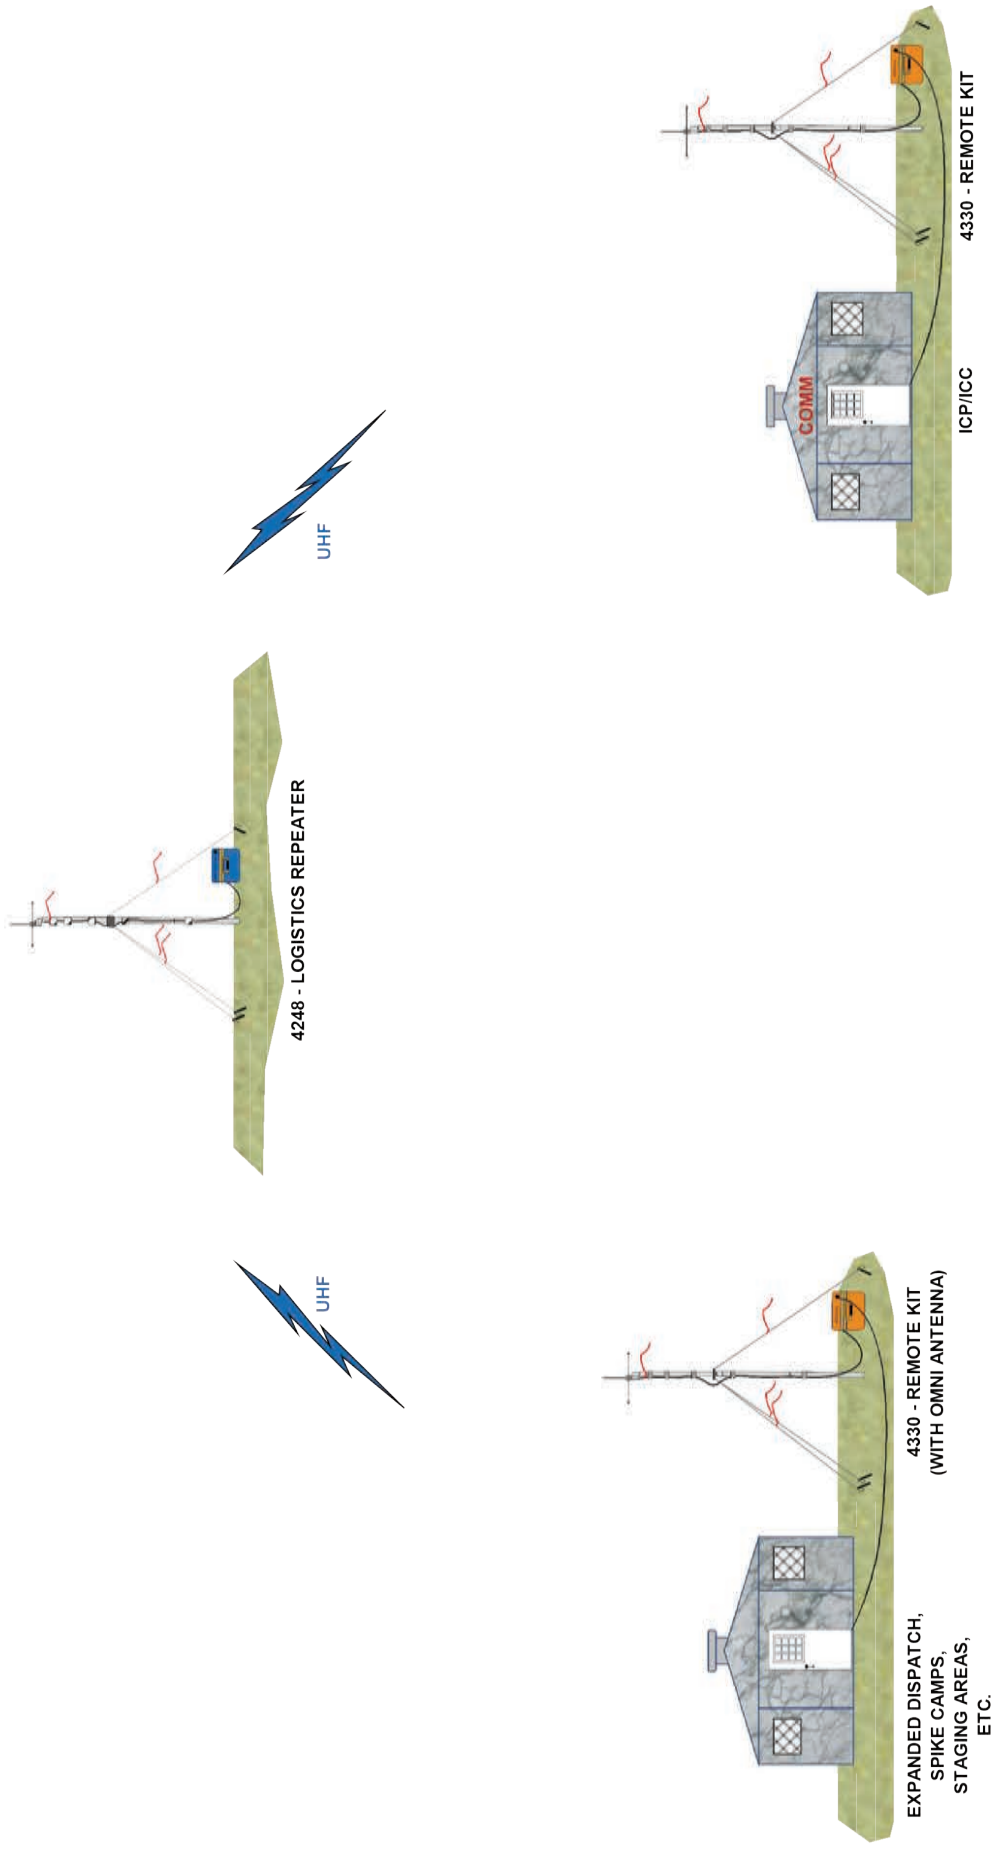 4248 - LOGISTICS REPEATER
UHF
UHF
EXPANDED DISPATCH,
SPIKE CAMPS,
STAGING AREAS,
ETC.
4330 - REMOTE KIT
(WITH OMNI ANTENNA)
COMM
ICP/ICC
4330 - REMOTE KIT